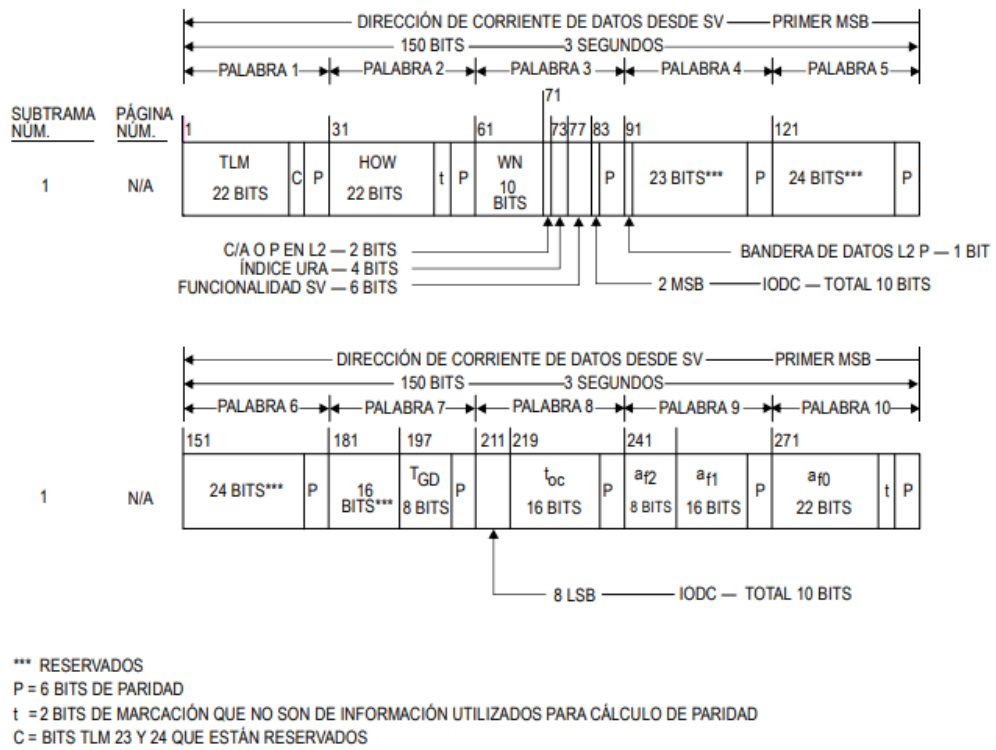 DIRECCIÓN DE CORRIENTE DE DATOS DESDE SV PRIMER MSB
150 BITS 3 SEGUNDOS
PALABRA 1 PALABRA 2 PALABRA 3 PALABRA 4 PALABRA 5
SUBTRAMA NÚM. PÁGINA NÚM.
71
1 31 61 73 77 83 91 121
1 N/A TLM 22 BITS C P HOW 22 BITS t P WN 10 BITS P 23 BITS*** P 24 BITS*** P
C/A O P EN L2 — 2 BITS BANDERA DE DATOS L2 P — 1 BIT
ÍNDICE URA — 4 BITS
FUNCIONALIDAD SV — 6 BITS 2 MSB IODC — TOTAL 10 BITS
DIRECCIÓN DE CORRIENTE DE DATOS DESDE SV PRIMER MSB
150 BITS 3 SEGUNDOS
PALABRA 6 PALABRA 7 PALABRA 8 PALABRA 9 PALABRA 10
151 181 197 211 219 241 271
1 N/A 24 BITS*** P 16 BITS*** TGD 8 BITS P toc 16 BITS P af2 8 BITS af1 16 BITS P af0 22 BITS t P
8 LSB IODC — TOTAL 10 BITS
*** RESERVADOS
P = 6 BITS DE PARIDAD
t = 2 BITS DE MARCACIÓN QUE NO SON DE INFORMACIÓN UTILIZADOS PARA CÁLCULO DE PARIDAD
C = BITS TLM 23 Y 24 QUE ESTÁN RESERVADOS